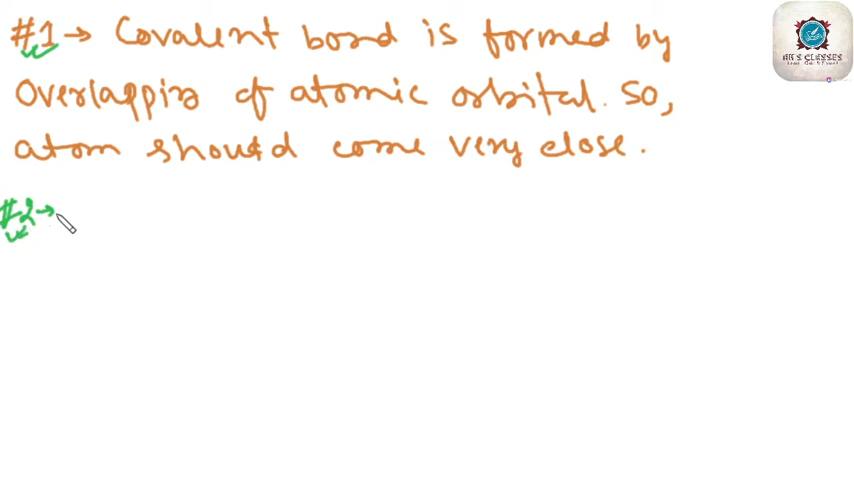 #1 → Covalent bond is formed by
Overlapping of atomic orbital. So,
atom should come very close.
#2 →